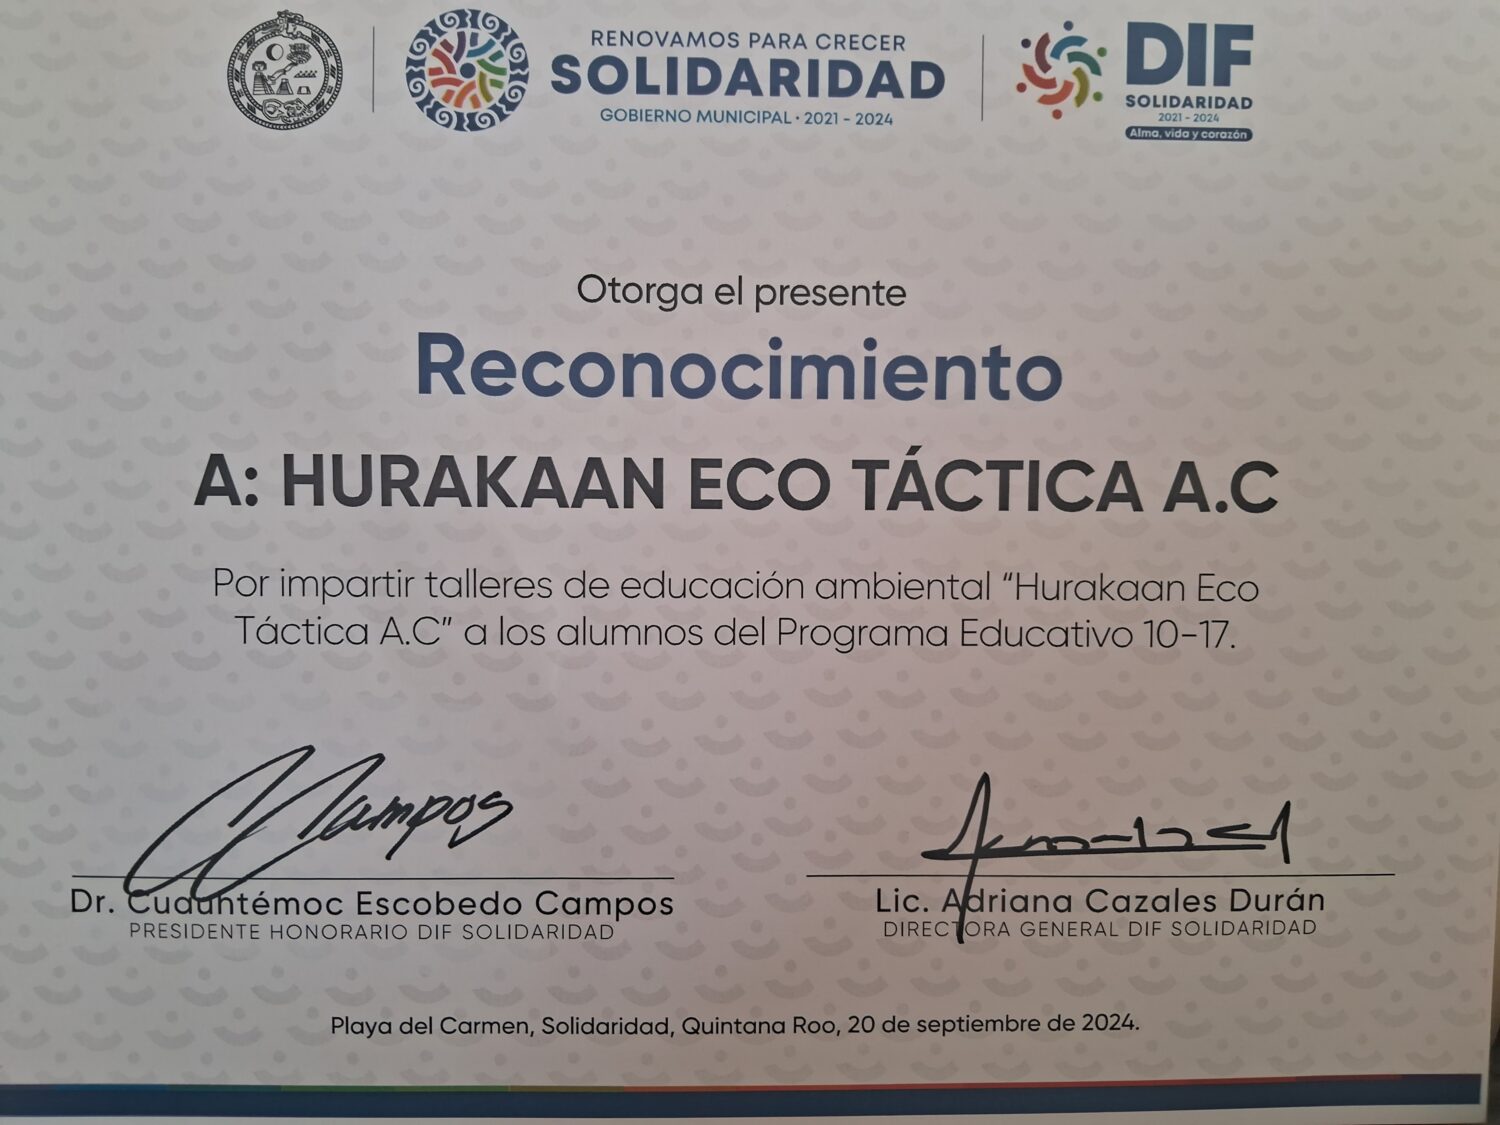 RENOVAMOS PARA CRECER
SOLIDARIDAD
GOBIERNO MUNICIPAL • 2021 - 2024
DIF
SOLIDARIDAD
2021 - 2024
Alma, vida y corazón
Otorga el presente
Reconocimiento
A: HURAKAAN ECO TÁCTICA A.C
Por impartir talleres de educación ambiental “Hurakaan Eco
Táctica A.C” a los alumnos del Programa Educativo 10-17.
Campos
Dr. Cuauhtémoc Escobedo Campos
PRESIDENTE HONORARIO DIF SOLIDARIDAD
Lic. Adriana Cazales Durán
DIRECTORA GENERAL DIF SOLIDARIDAD
Playa del Carmen, Solidaridad, Quintana Roo, 20 de septiembre de 2024.